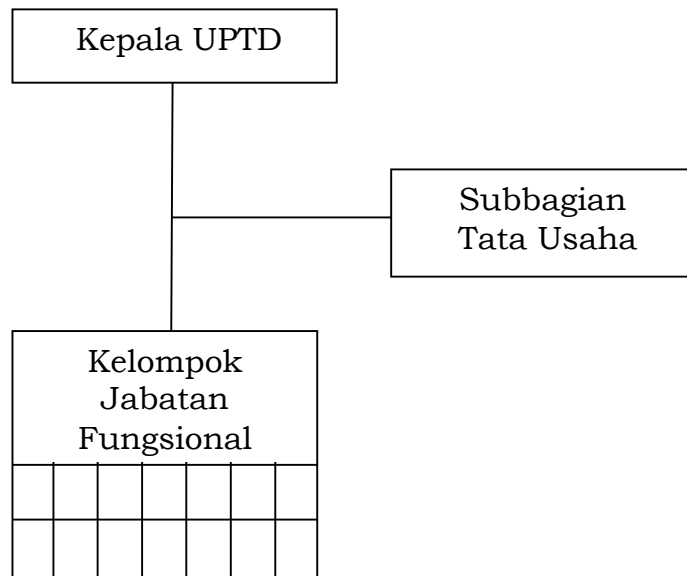 Kepala UPTD
Subbagian
Tata Usaha
Kelompok
Jabatan
Fungsional